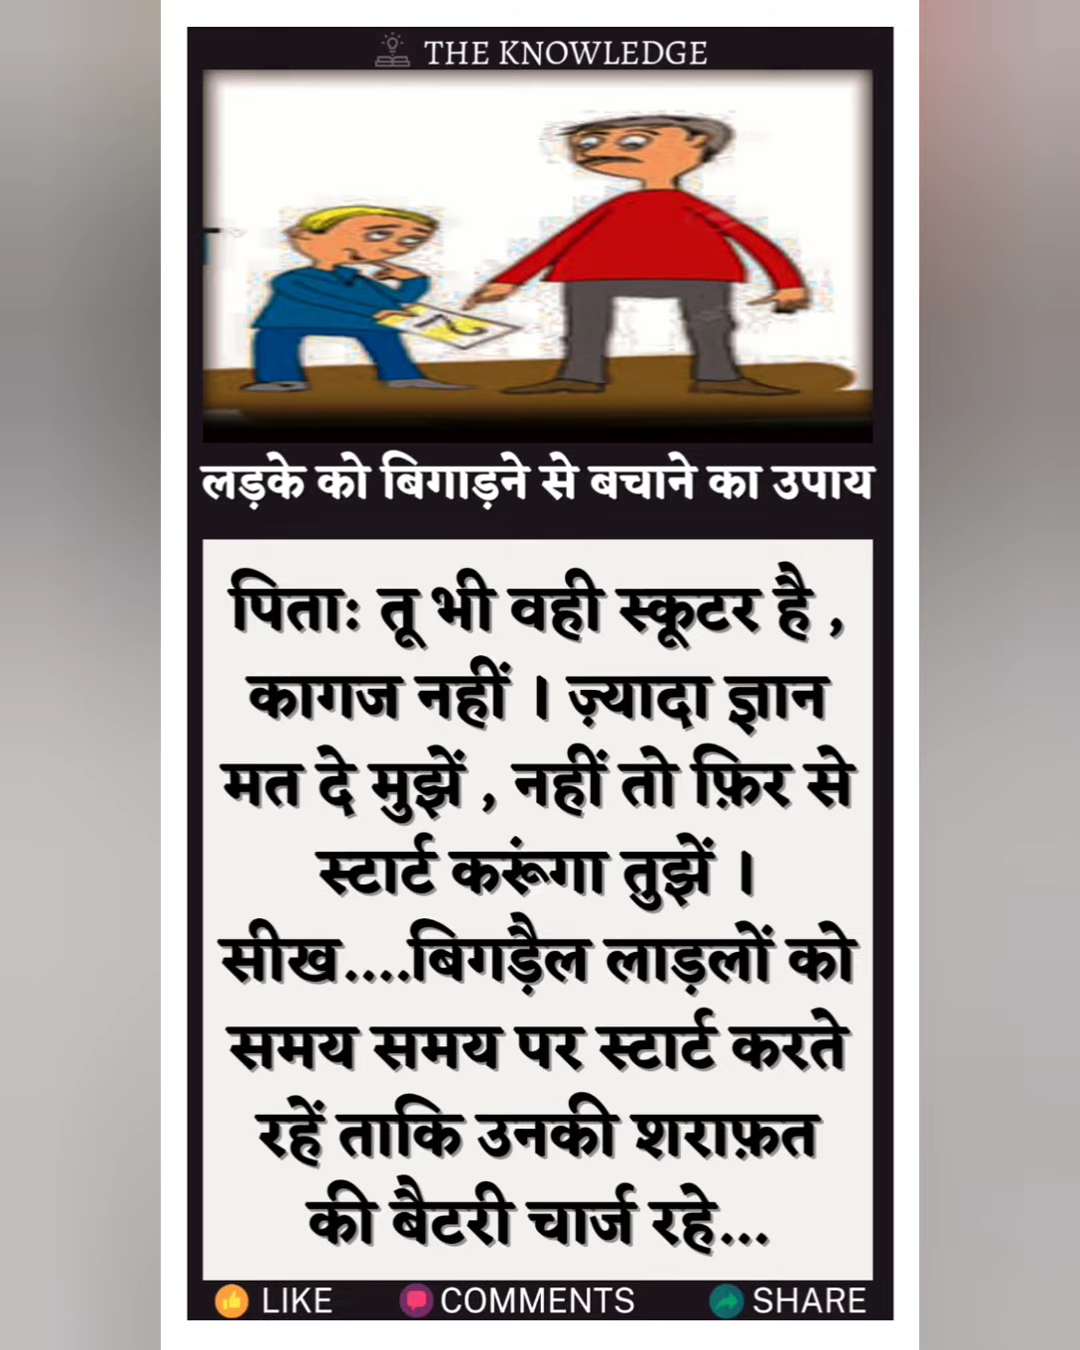 THE KNOWLEDGE
लड़के को बिगाड़ने से बचाने का उपाय
पिताः तू भी वही स्कूटर है ,
कागज नहीं । ज़्यादा ज्ञान
मत दे मुझें , नहीं तो फ़िर से
स्टार्ट करूंगा तुझें ।
सीख....बिगड़ैल लाड़लों को
समय समय पर स्टार्ट करते
रहें ताकि उनकी शराफ़त
की बैटरी चार्ज रहे...
LIKE COMMENTS SHARE